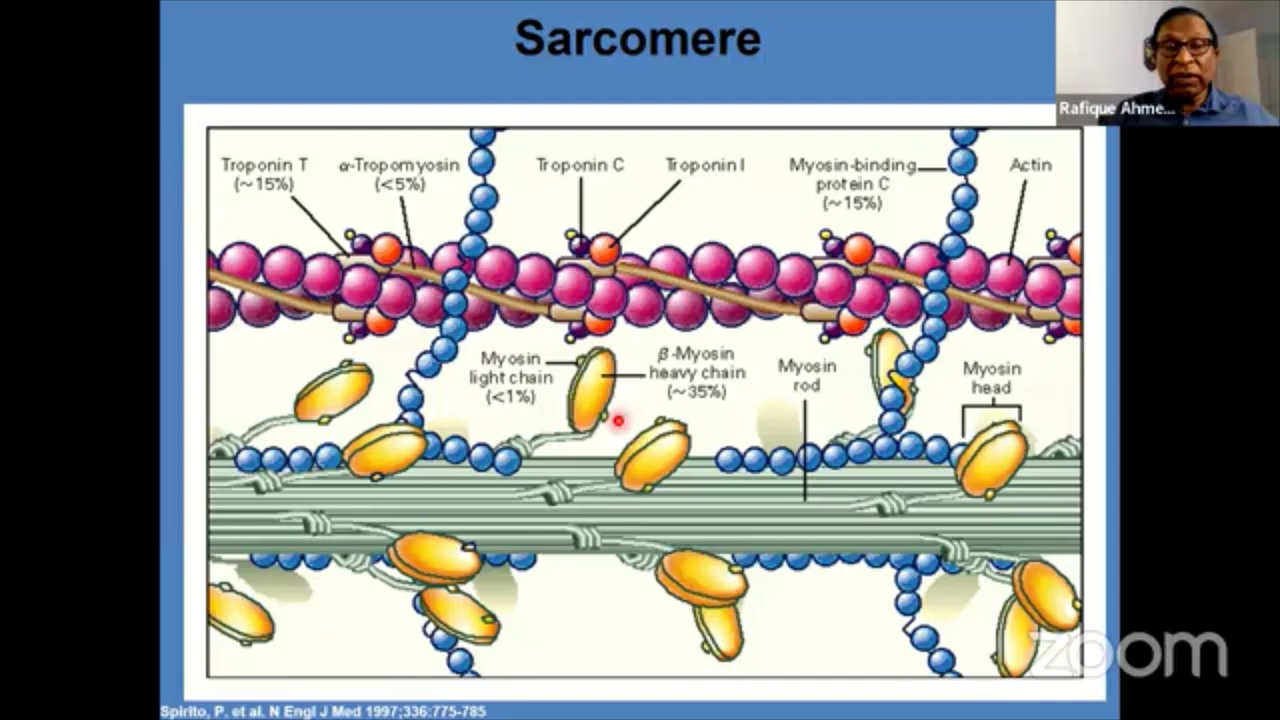 Sarcomere
Rafique Ahme...
Troponin T
(~15%)
α-Tropomyosin
(<5%)
Troponin C
Troponin I
Myosin-binding
protein C
(~15%)
Actin
Myosin
light chain
(<1%)
β-Myosin
heavy chain
(~35%)
Myosin
rod
Myosin
head
zoom
Spirito, P. et al. N Engl J Med 1997;336:775-785